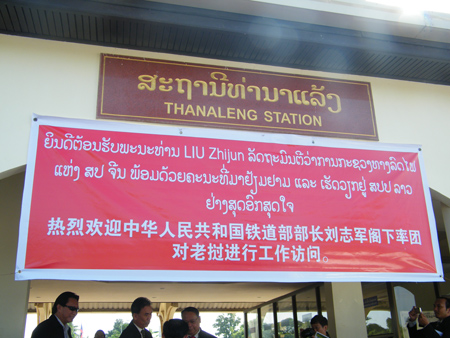 ສະຖານີທ່ານາແລ້ງ
THANALENG STATION
ຍິນດີຕ້ອນຮັບພະນະທ່ານ LIU Zhijun ລັດຖະມົນຕີວ່າການກະຊວງທາງລົດໄຟ
ແຫ່ງ ສປ ຈີນ ພ້ອມດ້ວຍຄະນະທີ່ມາຢ້ຽມຢາມ ແລະ ເຮັດວຽກຢູ່ ສປປ ລາວ
ຢ່າງສຸດອົກສຸດໃຈ
热烈欢迎中华人民共和国铁道部部长刘志军阁下率团
对老挝进行工作访问。